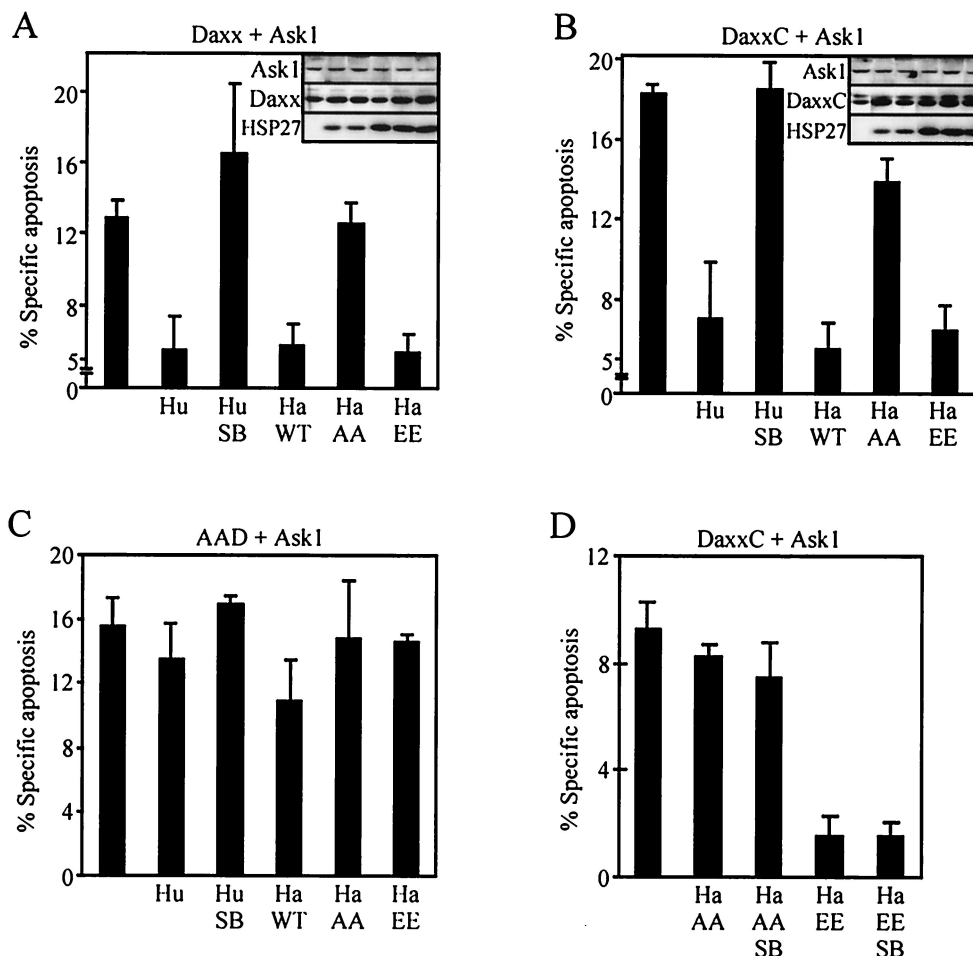 A
Daxx + Ask1
% Specific apoptosis
20
16
12
8
5
0
Ask1
Daxx
HSP27
Hu Hu Ha Ha Ha
SB WT AA EE
B
DaxxC + Ask1
% Specific apoptosis
20
16
12
8
5
0
Ask1
DaxxC
HSP27
Hu Hu Ha Ha Ha
SB WT AA EE
C
AAD + Ask1
% Specific apoptosis
20
16
12
8
4
0
Hu Hu Ha Ha Ha
SB WT AA EE
D
DaxxC + Ask1
% Specific apoptosis
12
8
4
0
Ha Ha Ha Ha
AA AA EE EE
SB SB